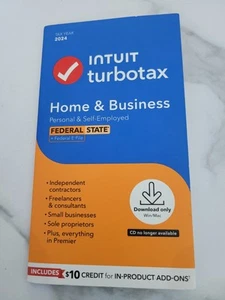 TAX YEAR
2024
INTUIT
turbotax
Home & Business
Personal & Self-Employed
FEDERAL STATE
+ Federal E-File
• Independent
contractors
• Freelancers
& consultants
• Small businesses
• Sole proprietors
• Plus, everything
in Premier
Download only
Win/Mac
CD no longer available
INCLUDES $10 CREDIT for IN-PRODUCT ADD-ONS